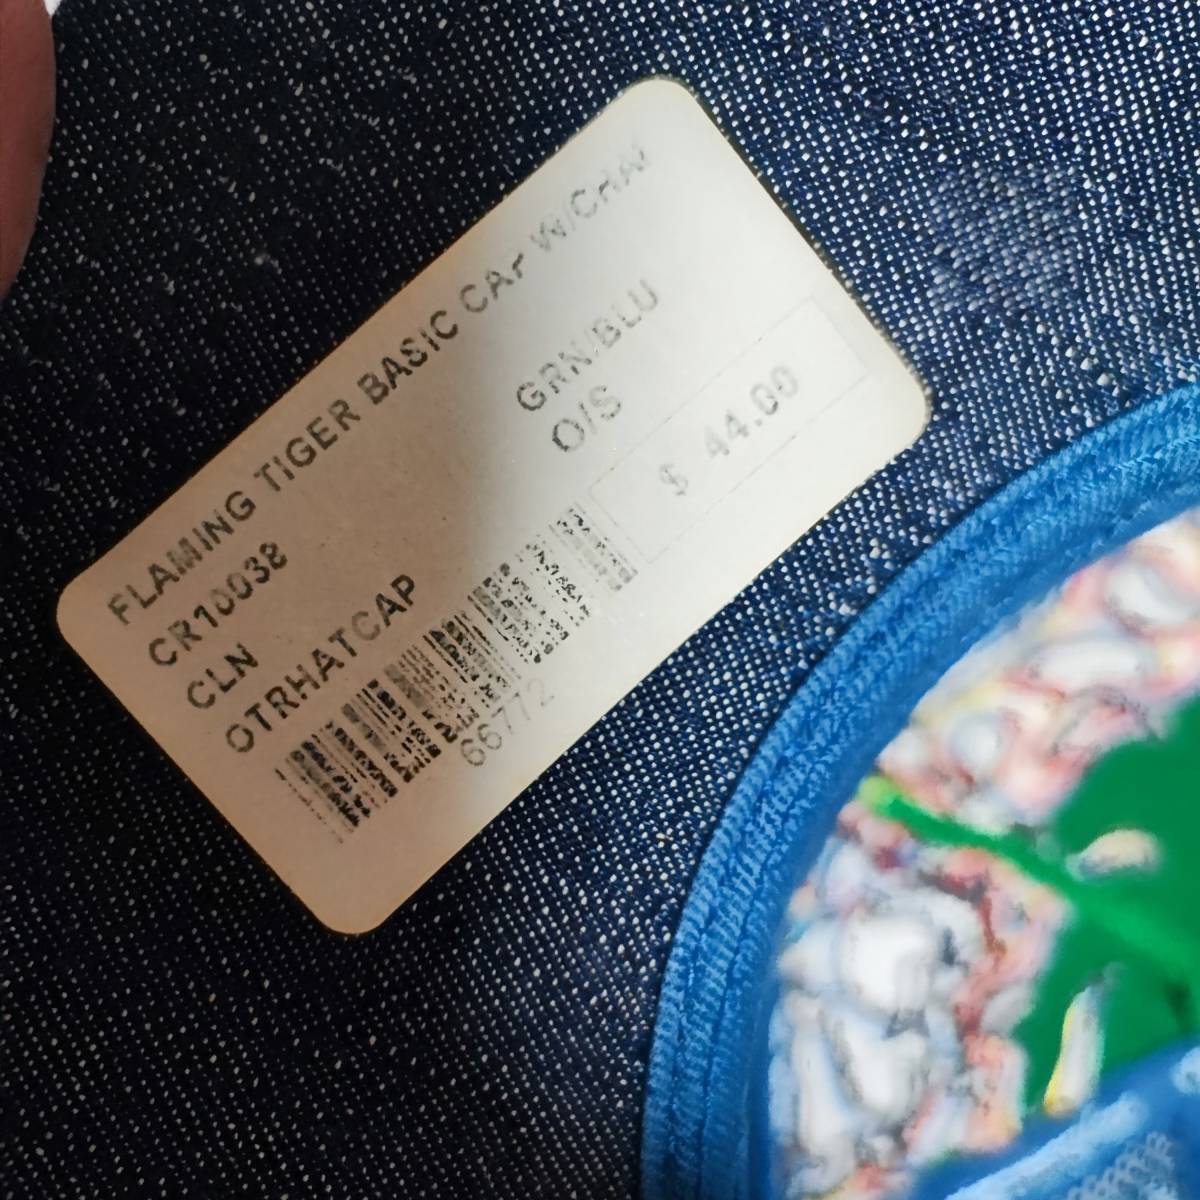 FLAMING TIGER BASIC CAP W/CHAI
CR10038 GRN/BLU
CLN O/S
OTRHATCAP $ 44.00
66772